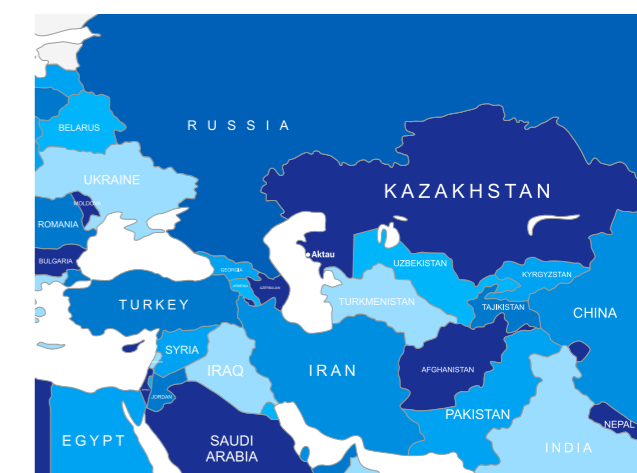 RUSSIA
BELARUS
UKRAINE
KAZAKHSTAN
MOLDOVA
ROMANIA
Aktau
BULGARIA
UZBEKISTAN
GEORGIA
KYRGYZSTAN
ARMENIA
AZERBAIJAN
TURKMENISTAN
TURKEY
TAJIKISTAN
CHINA
SYRIA
IRAQ
IRAN
AFGHANISTAN
JORDAN
PAKISTAN
NEPAL
EGYPT
SAUDI
ARABIA
INDIA